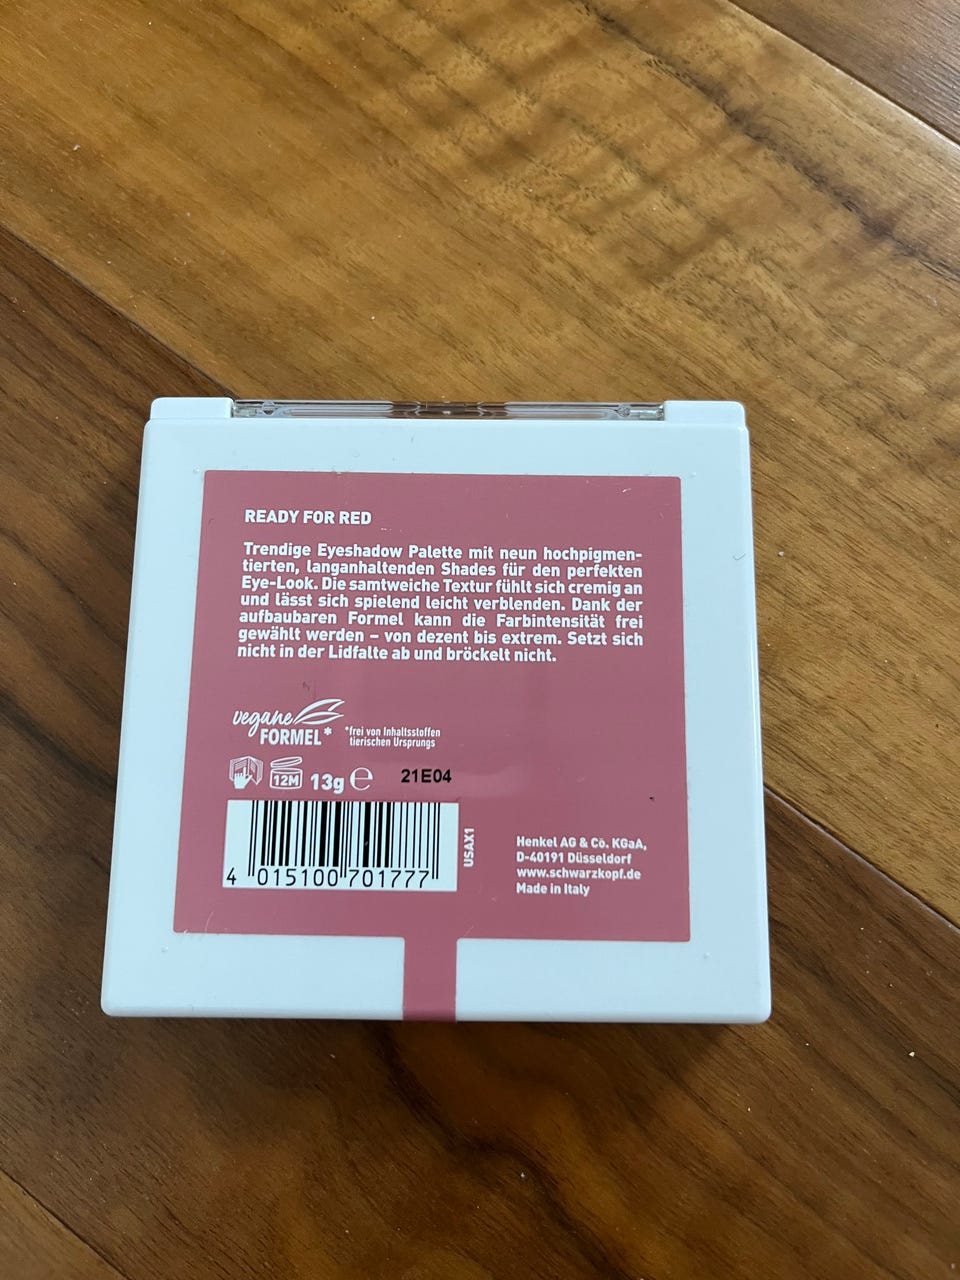 READY FOR RED
Trendige Eyeshadow Palette mit neun hochpigmen-
tierten, langanhaltenden Shades für den perfekten
Eye-Look. Die samtweiche Textur fühlt sich cremig an
und lässt sich spielend leicht verblenden. Dank der
aufbaubaren Formel kann die Farbintensität frei
gewählt werden – von dezent bis extrem. Setzt sich
nicht in der Lidfalte ab und bröckelt nicht.
vegane
FORMEL*
*frei von Inhaltsstoffen
tierischen Ursprungs
12M 13g ℮ 21E04
4 015100 701777
USAX1
Henkel AG & Co. KGaA,
D-40191 Düsseldorf
www.schwarzkopf.de
Made in Italy